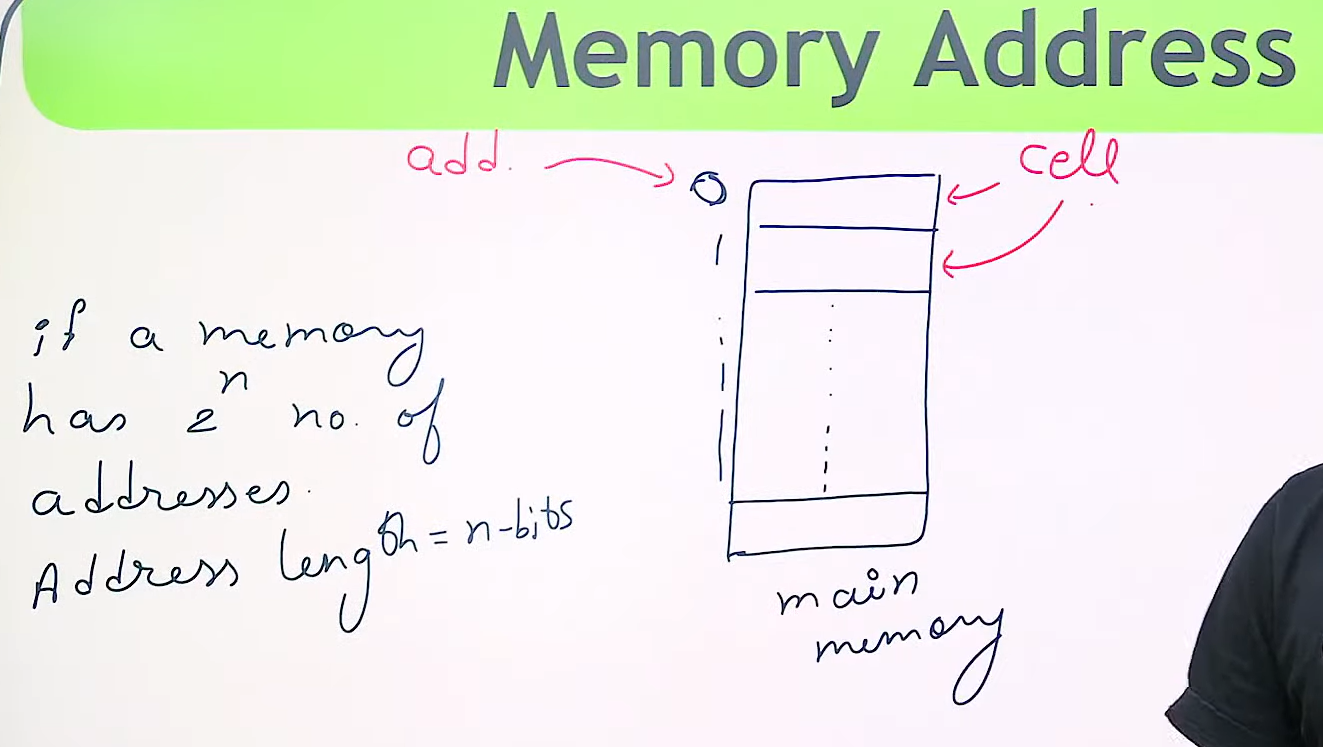 Memory Address
add.
cell
0
1
if a memory
has 2^n no. of
addresses.
Address length = n-bits
main
memory